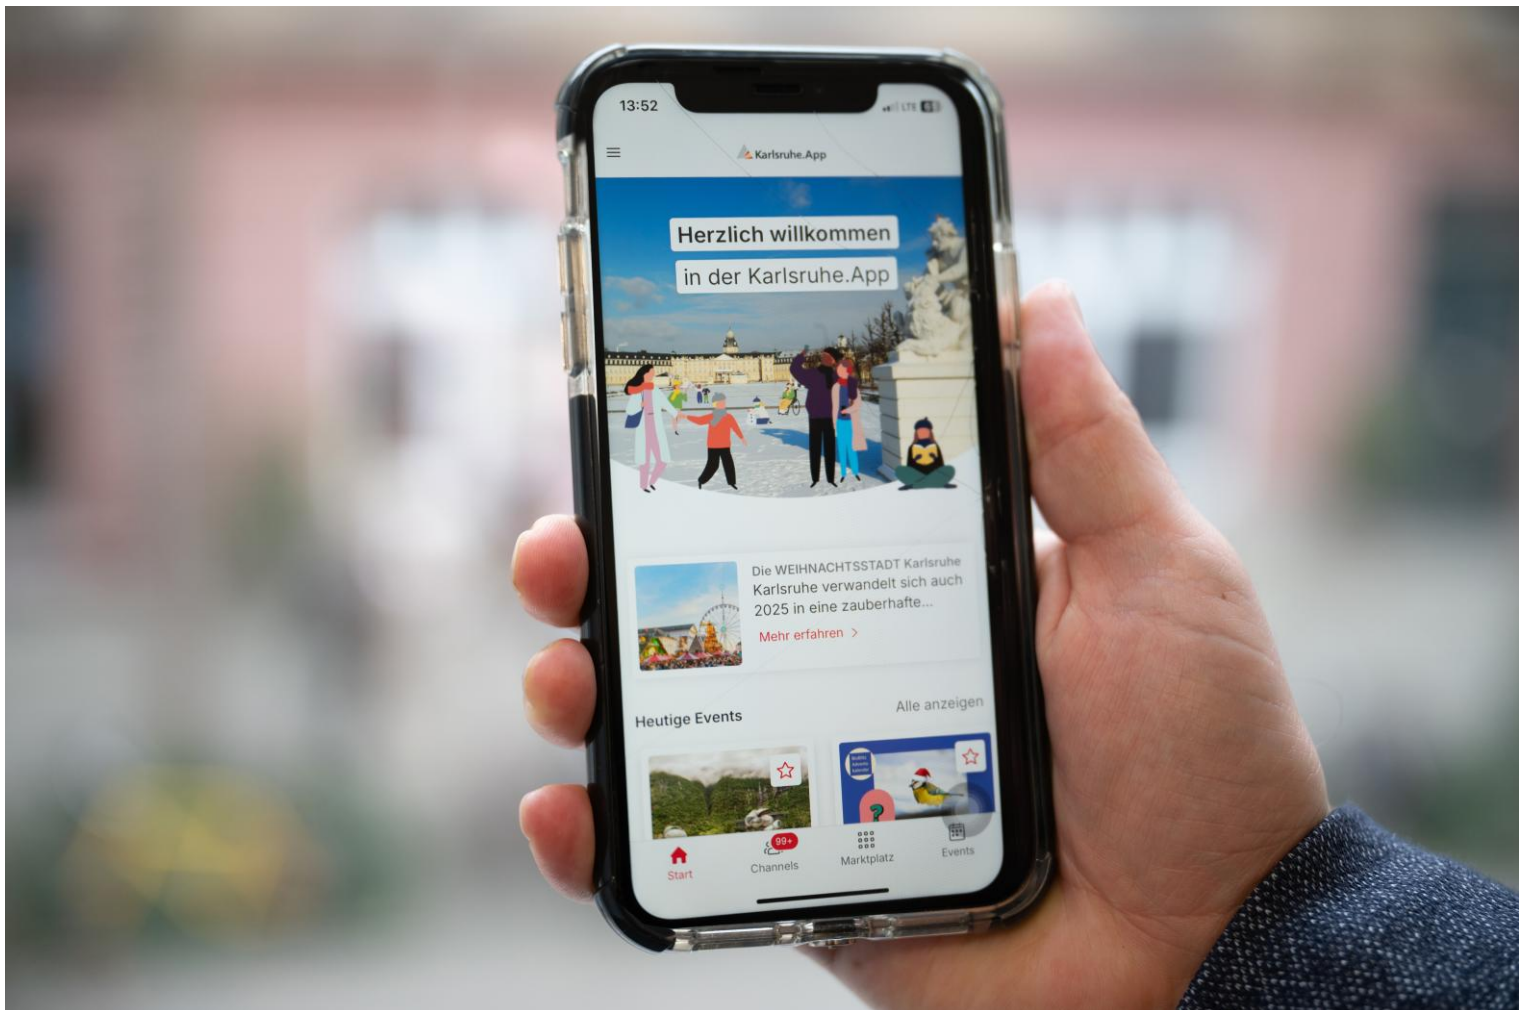 13:52
LTE
Karlsruhe.App
Herzlich willkommen
in der Karlsruhe.App
Die WEIHNACHTSSTADT Karlsruhe
Karlsruhe verwandelt sich auch
2025 in eine zauberhafte...
Mehr erfahren >
Heutige Events
Alle anzeigen
?
Start
99+
Channels
Marktplatz
Events